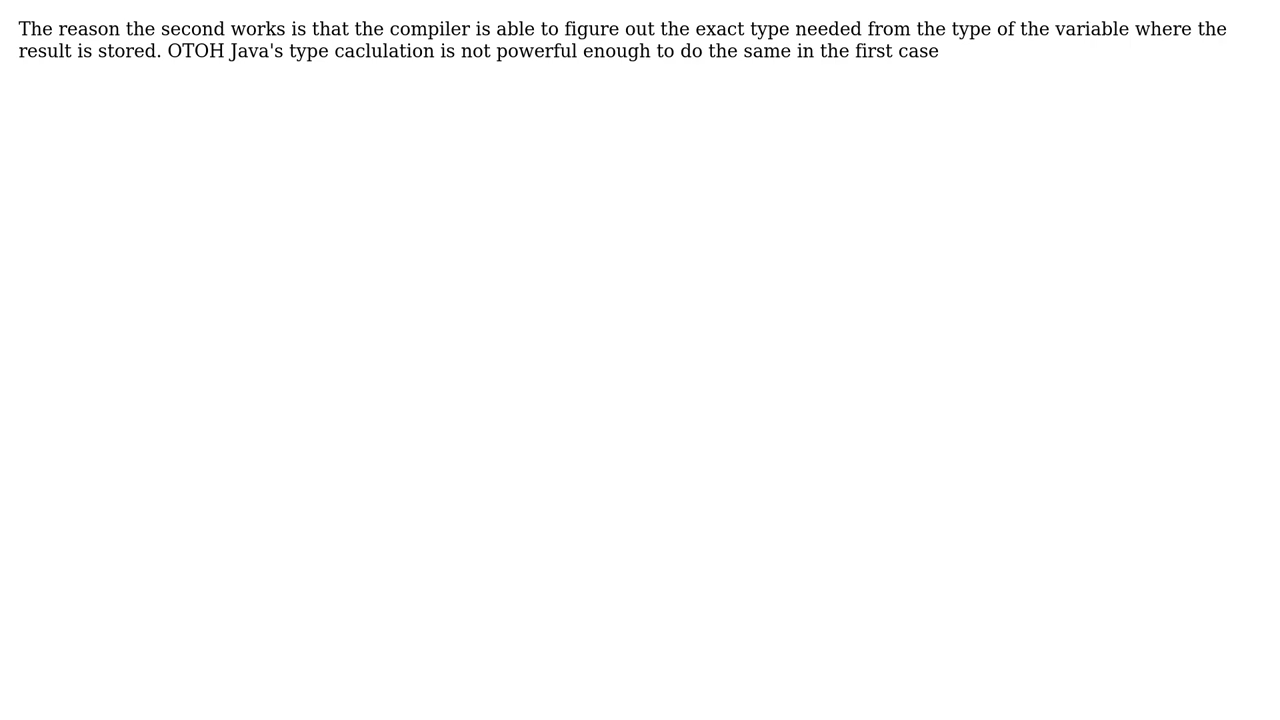 The reason the second works is that the compiler is able to figure out the exact type needed from the type of the variable where the
result is stored. OTOH Java's type caclulation is not powerful enough to do the same in the first case